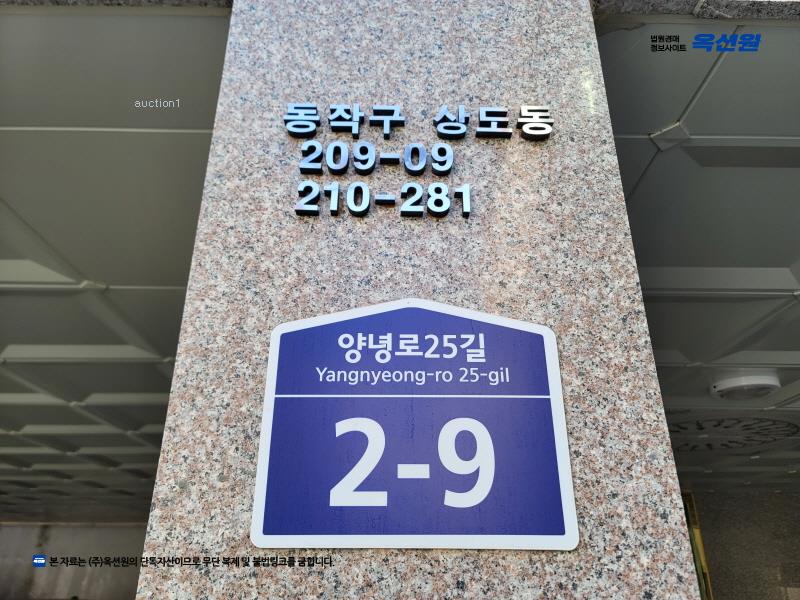 법원경매
정보사이트 옥션원
auction1
동작구 상도동
209-09
210-281
양녕로25길
Yangnyeong-ro 25-gil
2-9
본 자료는 (주)옥션원의 단독자산이므로 무단 복제 및 불법링크를 금합니다.